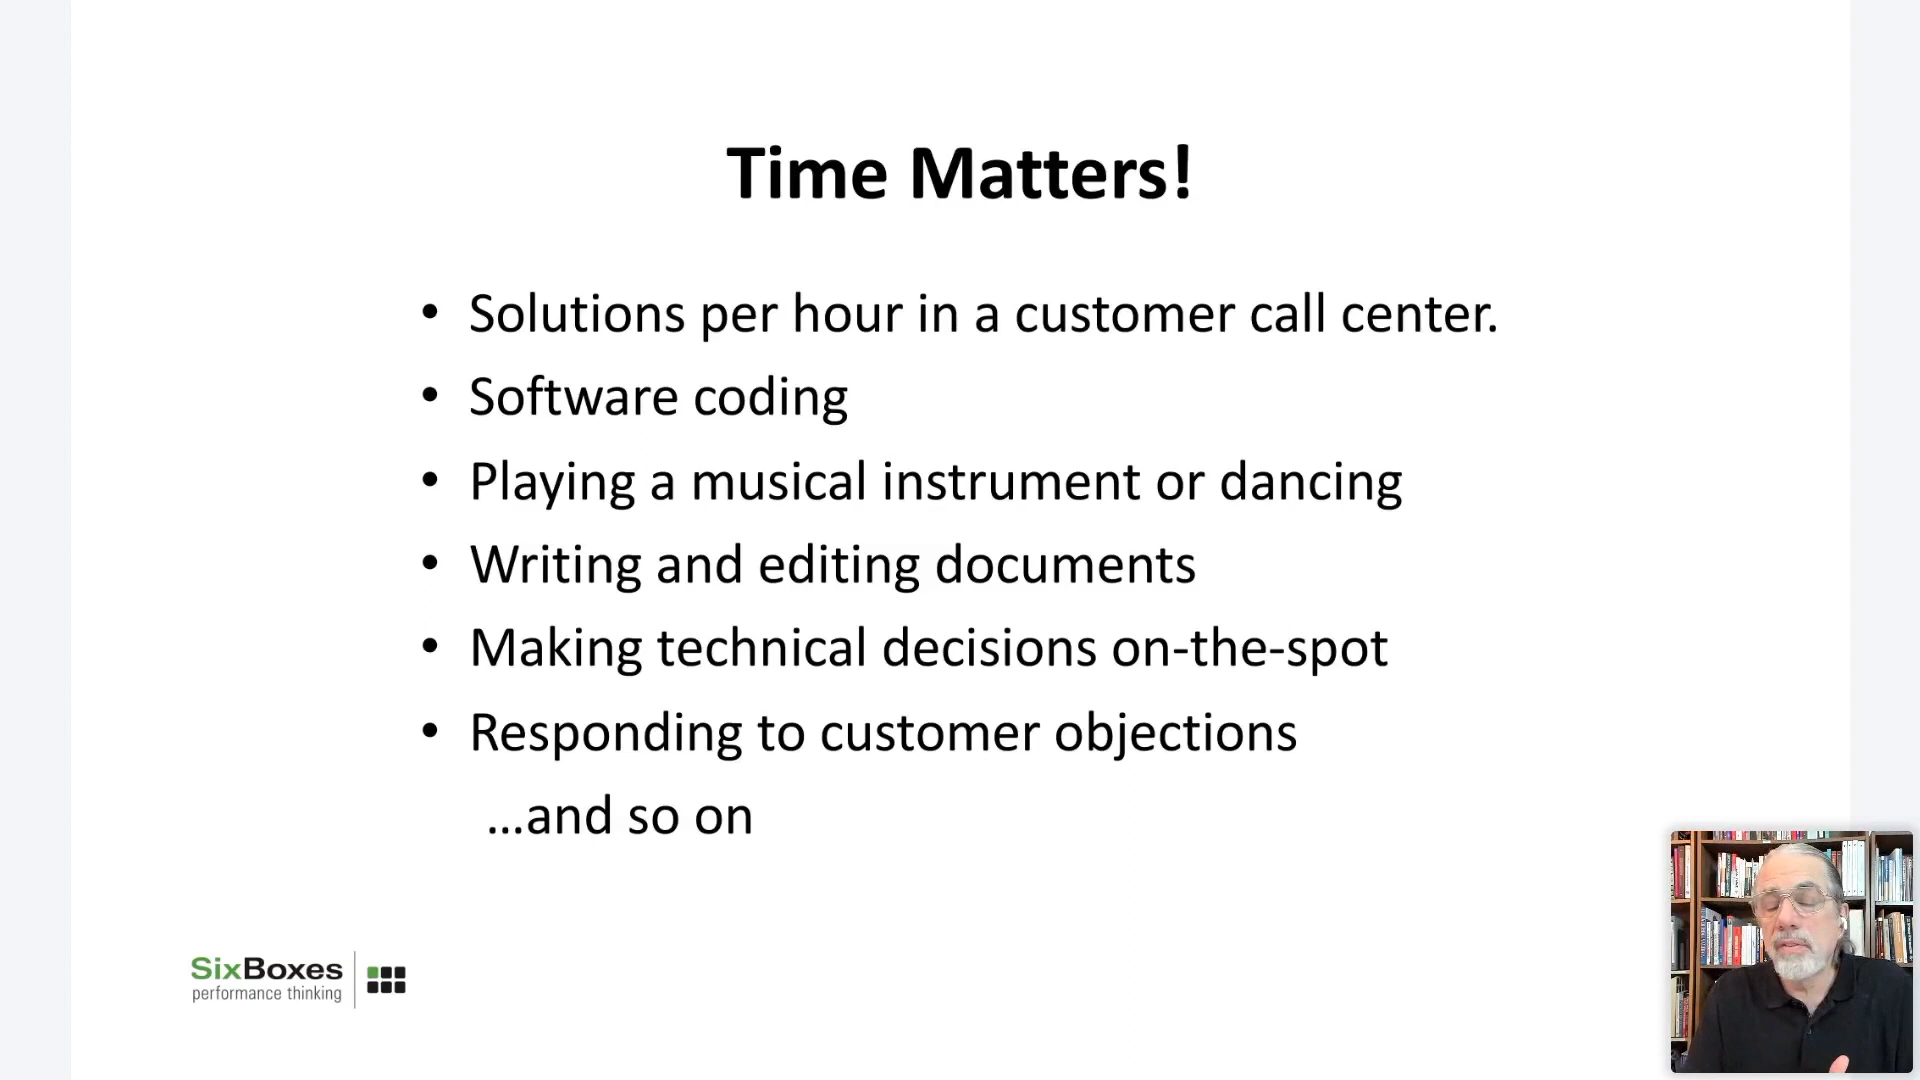 Time Matters!
• Solutions per hour in a customer call center.
• Software coding
• Playing a musical instrument or dancing
• Writing and editing documents
• Making technical decisions on-the-spot
• Responding to customer objections
...and so on
SixBoxes
performance thinking